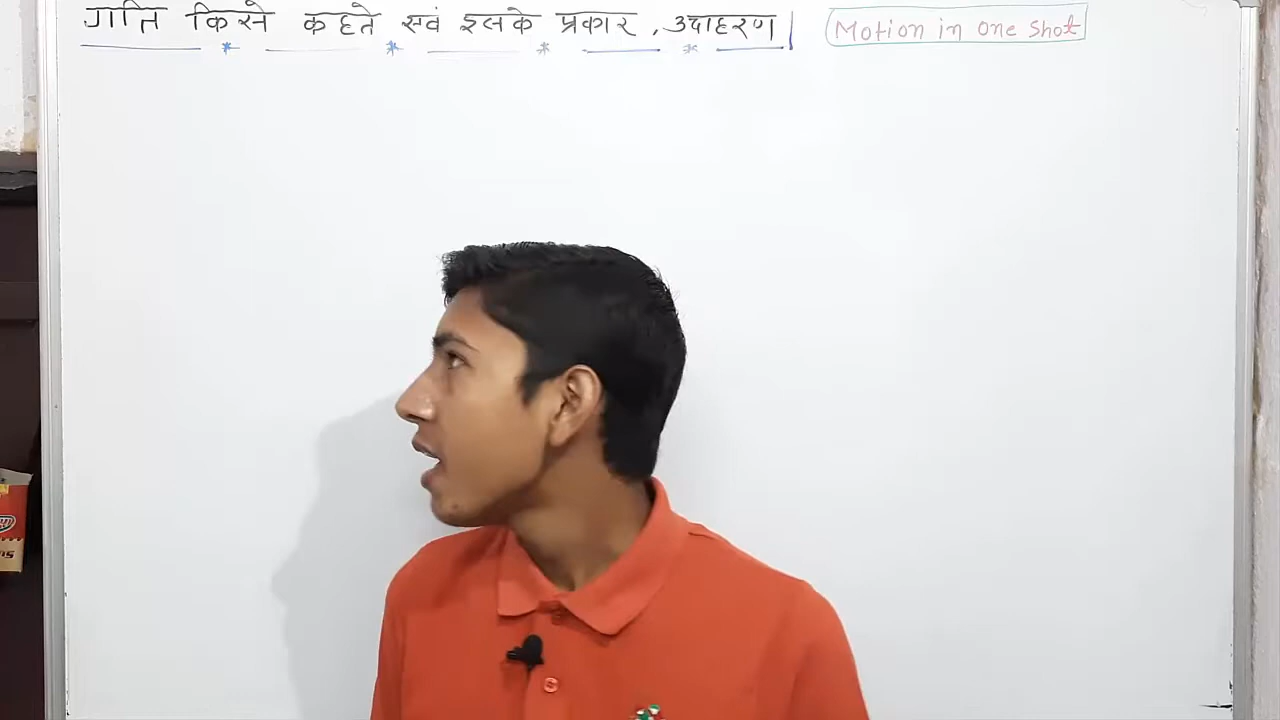 गति किसे कहते एवं इसके प्रकार , उदाहरण | Motion in one shot